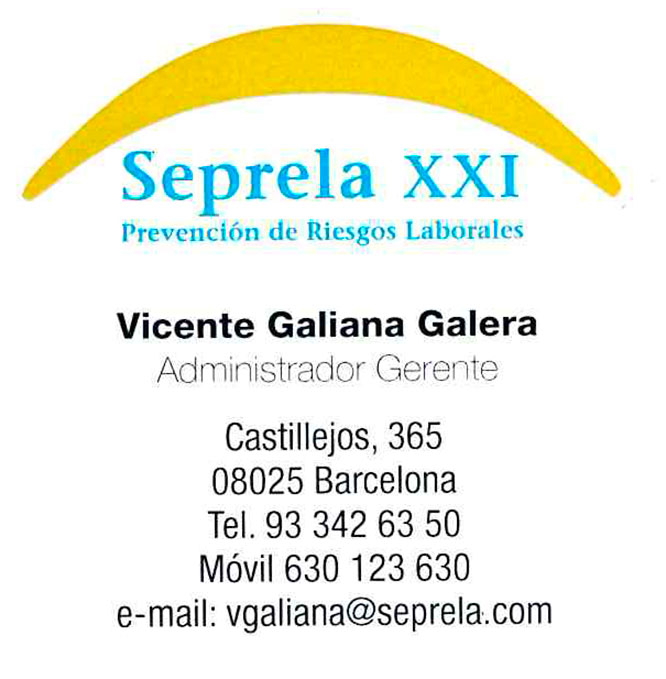 Seprela XXI
Prevención de Riesgos Laborales
Vicente Galiana Galera
Administrador Gerente
Castillejos, 365
08025 Barcelona
Tel. 93 342 63 50
Móvil 630 123 630
e-mail: vgaliana@seprela.com